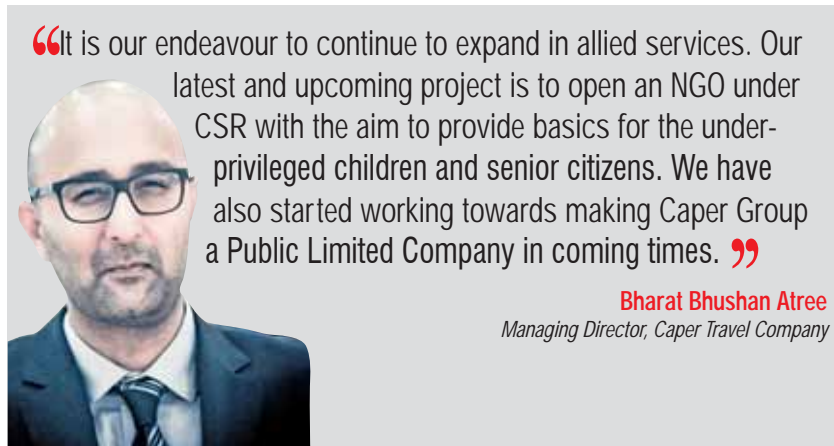 “It is our endeavour to continue to expand in allied services. Our
latest and upcoming project is to open an NGO under
CSR with the aim to provide basics for the under-
privileged children and senior citizens. We have
also started working towards making Caper Group
a Public Limited Company in coming times. ”
Bharat Bhushan Atree
Managing Director, Caper Travel Company